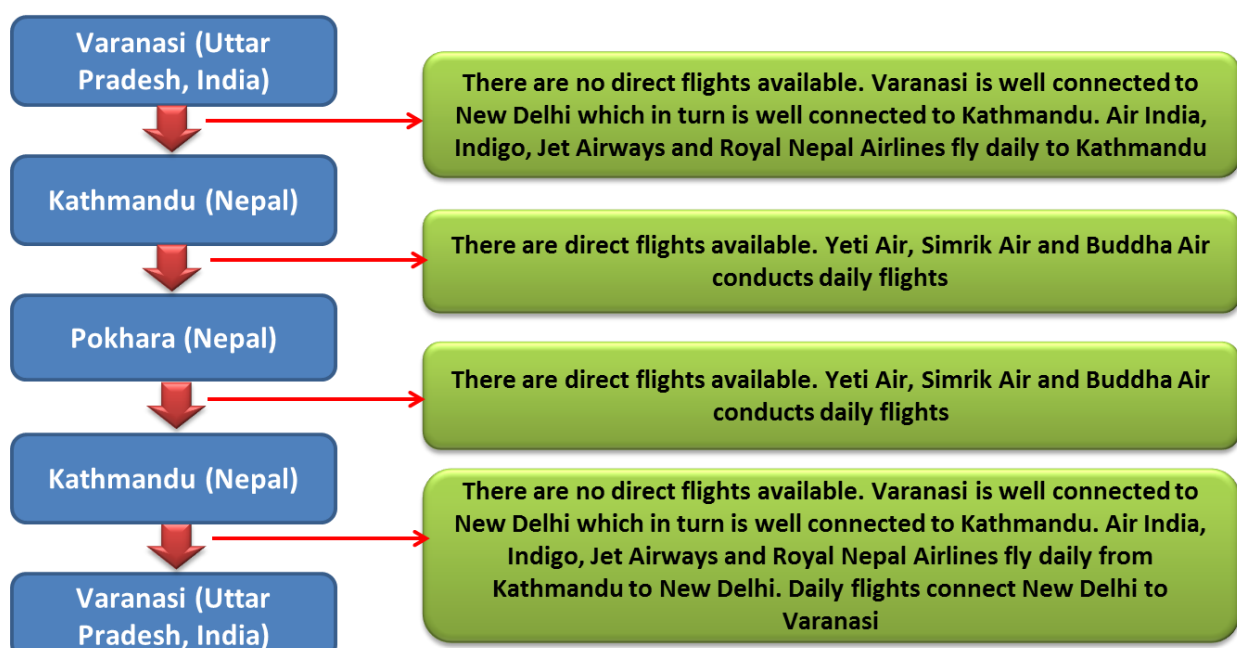 Varanasi (Uttar
Pradesh, India)
There are no direct flights available. Varanasi is well connected to
New Delhi which in turn is well connected to Kathmandu. Air India,
Indigo, Jet Airways and Royal Nepal Airlines fly daily to Kathmandu
Kathmandu (Nepal)
There are direct flights available. Yeti Air, Simrik Air and Buddha Air
conducts daily flights
Pokhara (Nepal)
There are direct flights available. Yeti Air, Simrik Air and Buddha Air
conducts daily flights
Kathmandu (Nepal)
There are no direct flights available. Varanasi is well connected to
New Delhi which in turn is well connected to Kathmandu. Air India,
Indigo, Jet Airways and Royal Nepal Airlines fly daily from
Kathmandu to New Delhi. Daily flights connect New Delhi to
Varanasi
Varanasi (Uttar
Pradesh, India)